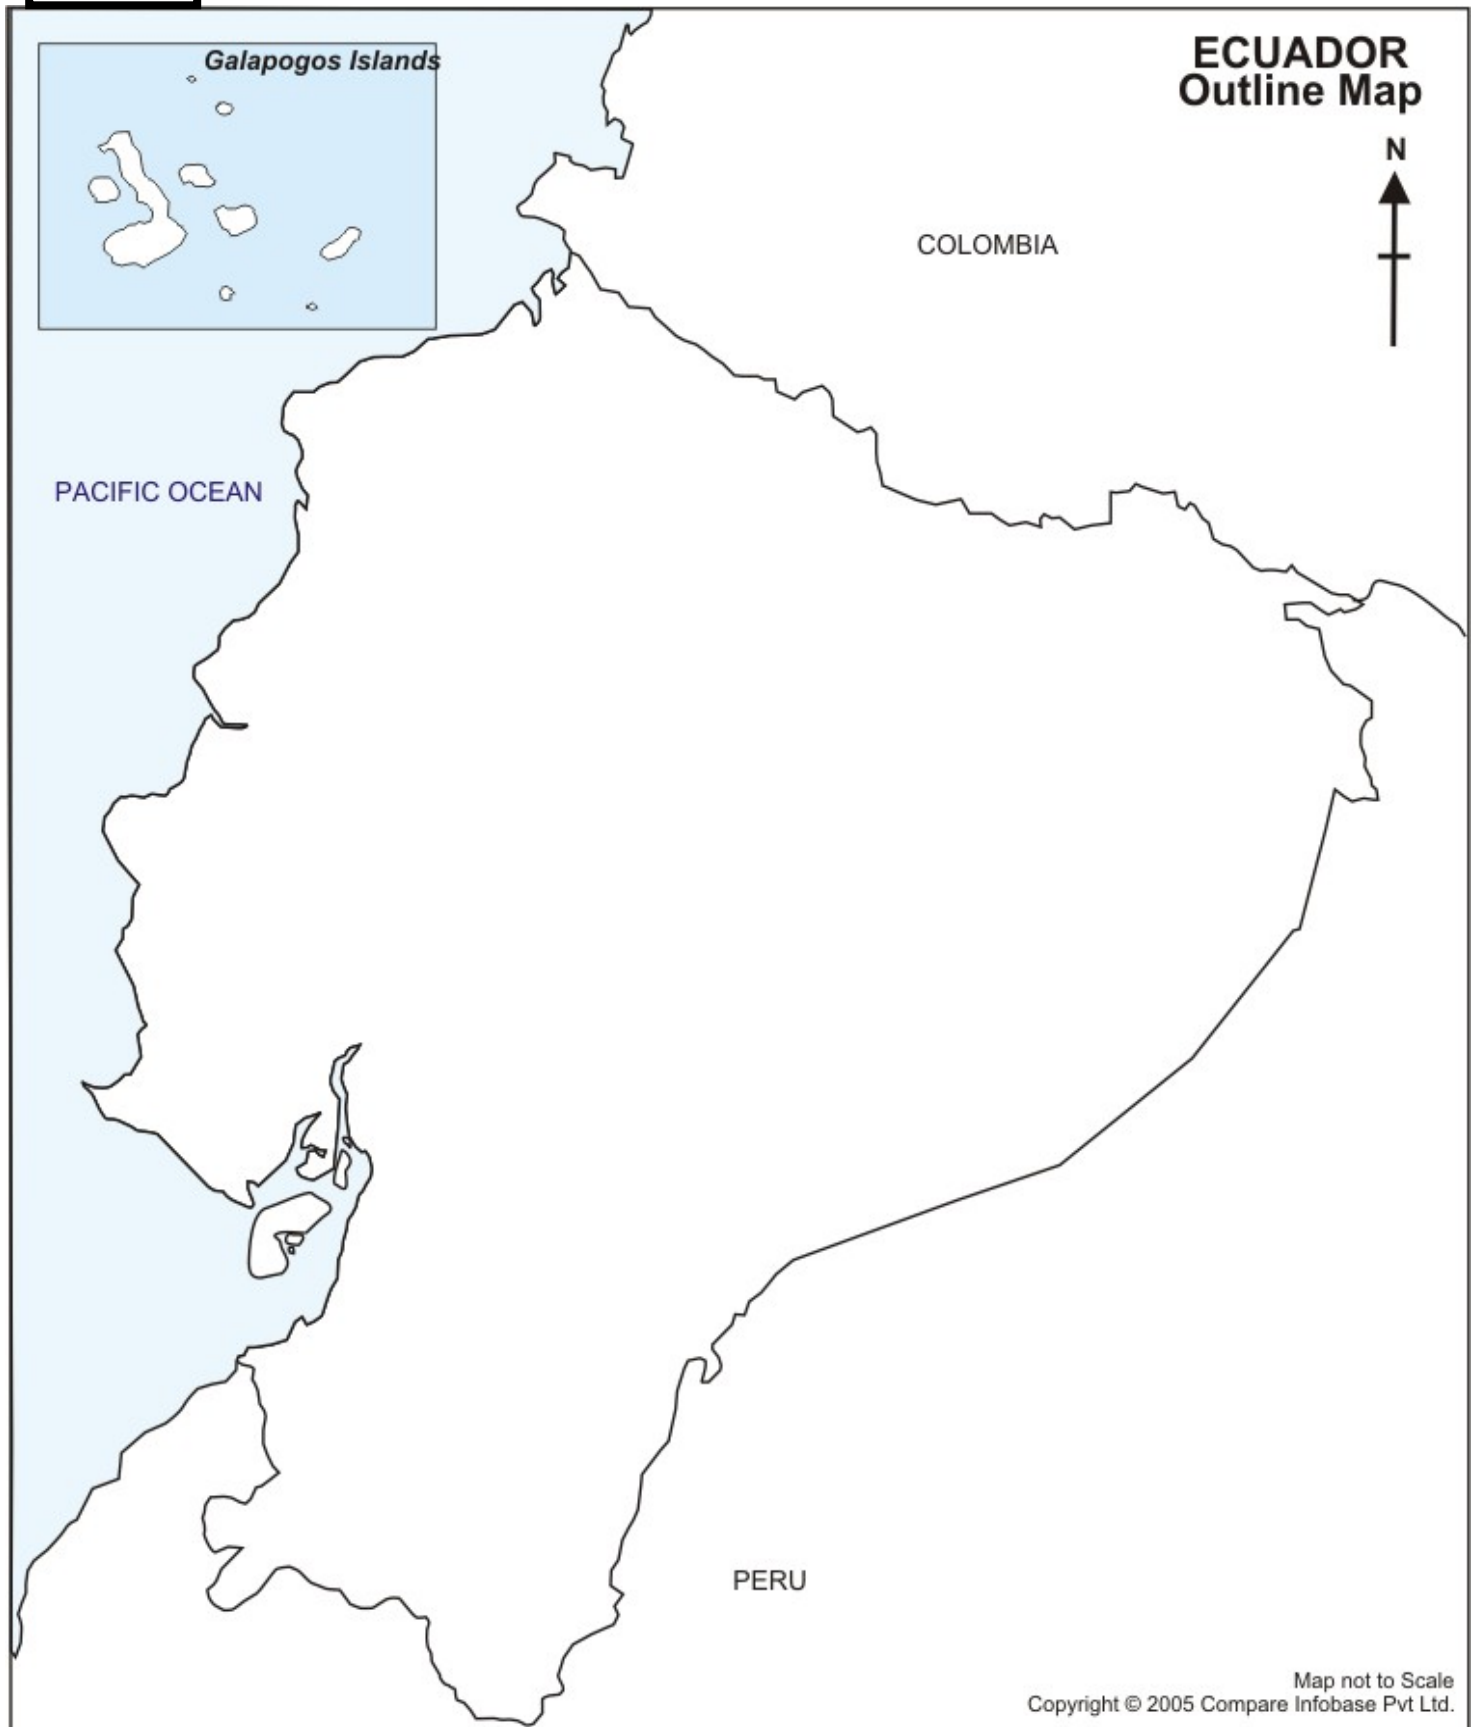 Galapogos Islands
ECUADOR
Outline Map
N
COLOMBIA
PACIFIC OCEAN
PERU
Map not to Scale
Copyright © 2005 Compare Infobase Pvt Ltd.